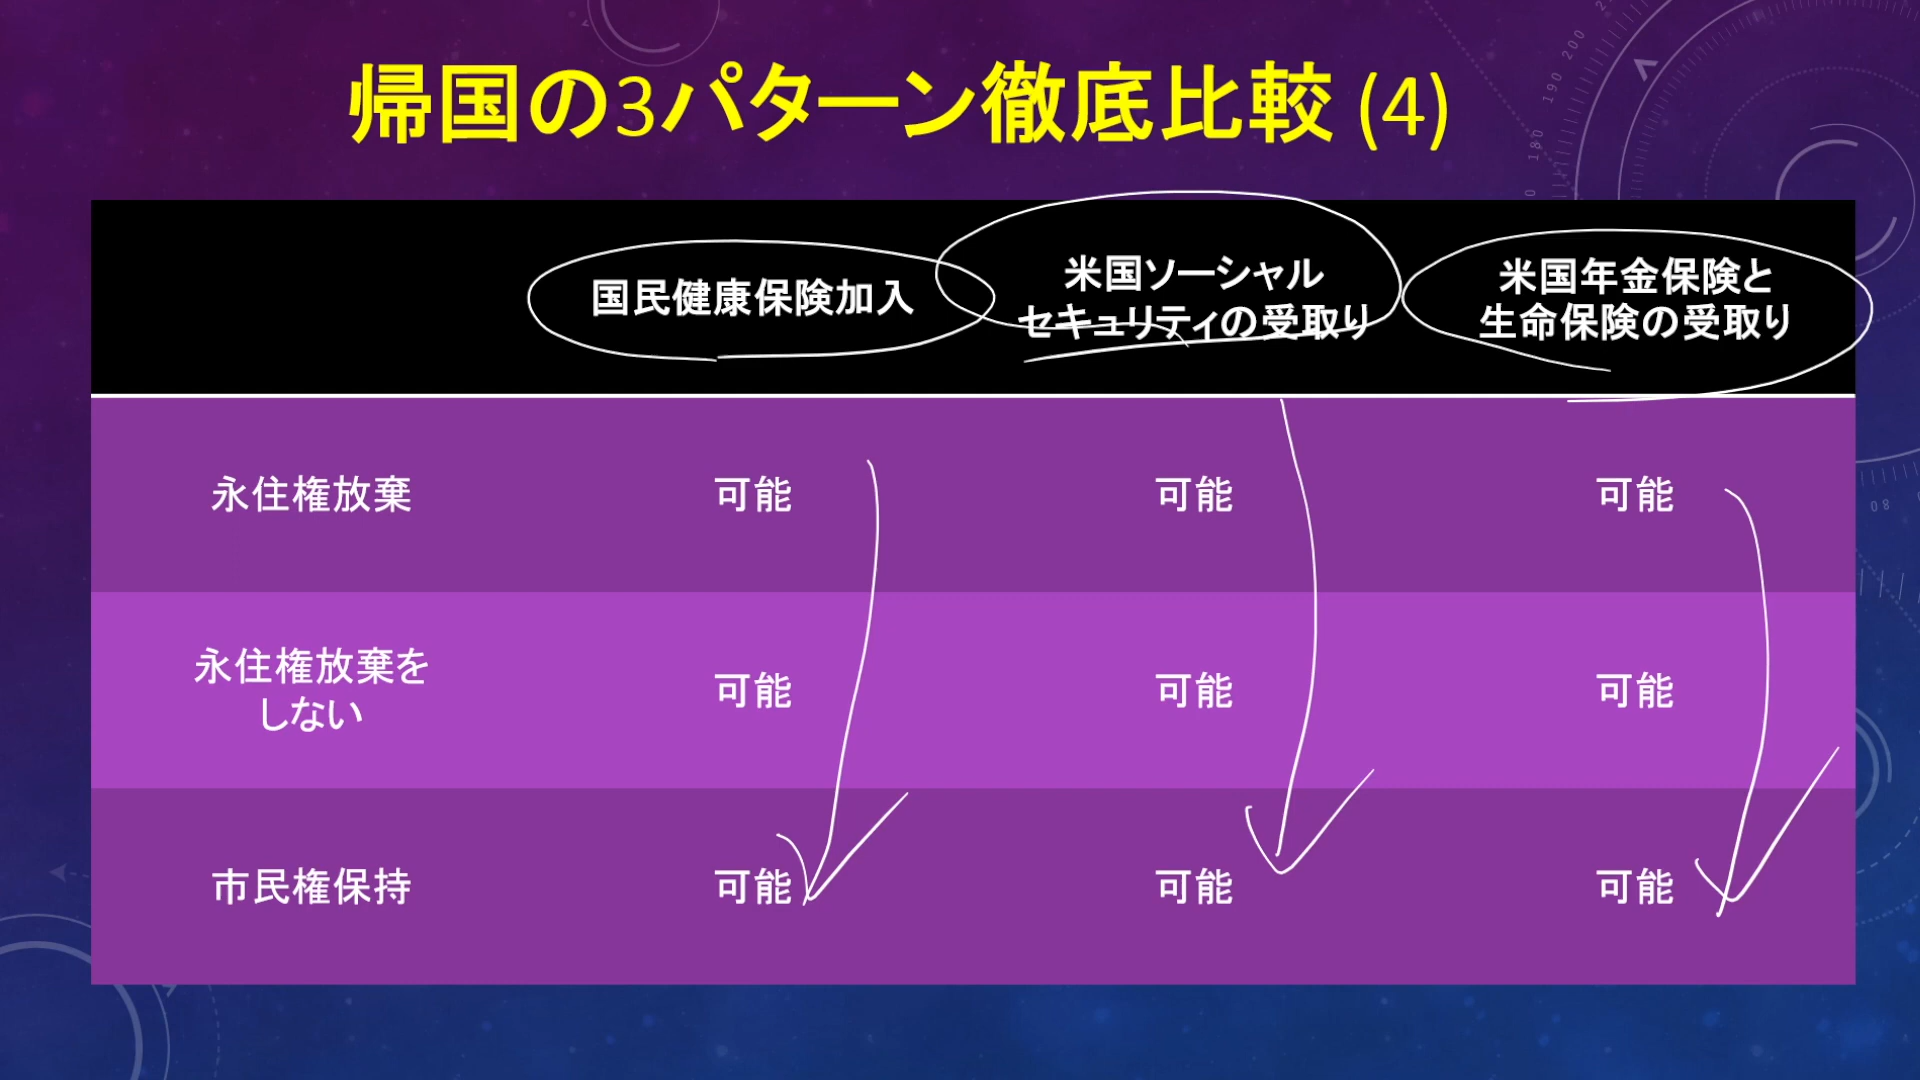 帰国の3パターン徹底比較 (4)
国民健康保険加入
米国ソーシャル
セキュリティの受取り
米国年金保険と
生命保険の受取り
永住権放棄
可能
可能
可能
永住権放棄を
しない
可能
可能
可能
市民権保持
可能
可能
可能
190
200
180
80